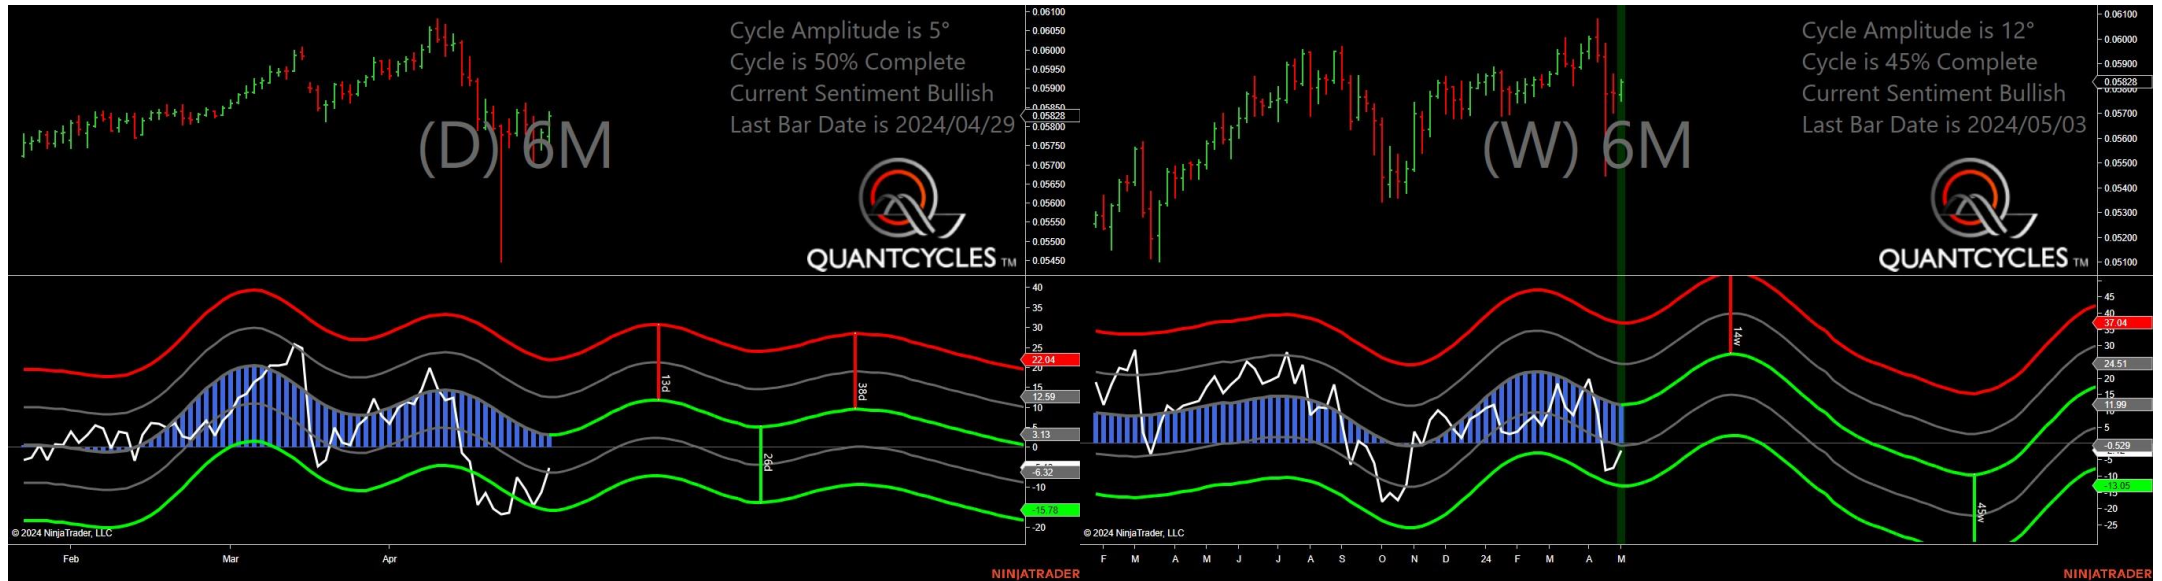 Cycle Amplitude is 5°
Cycle is 50% Complete
Current Sentiment Bullish
Last Bar Date is 2024/04/29
(D) 6M
QUANTCYCLES TM
0.06100
0.06050
0.06000
0.05950
0.05900
0.05850
0.05828
0.05800
0.05750
0.05700
0.05650
0.05600
0.05550
0.05500
0.05450
40
35
30
25
22.04
20
15
12.59
10
5
3.13
0
-6.32
-10
-15.78
-20
13d
26d
38d
© 2024 NinjaTrader, LLC
Feb Mar Apr
NINJATRADER
Cycle Amplitude is 12°
Cycle is 45% Complete
Current Sentiment Bullish
Last Bar Date is 2024/05/03
(W) 6M
QUANTCYCLES TM
0.06100
0.06000
0.05900
0.05828
0.05800
0.05700
0.05600
0.05500
0.05400
0.05300
0.05200
0.05100
45
40
37.04
35
30
24.51
20
15
11.99
10
5
-0.529
-5
-10
-13.05
-15
-20
-25
14w
45w
© 2024 NinjaTrader, LLC
F M A M J J A S O N D 24 F M A M
NINJATRADER